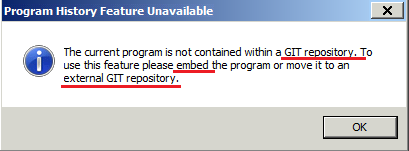 Program History Feature Unavailable
The current program is not contained within a GIT repository. To
use this feature please embed the program or move it to an
external GIT repository.
OK